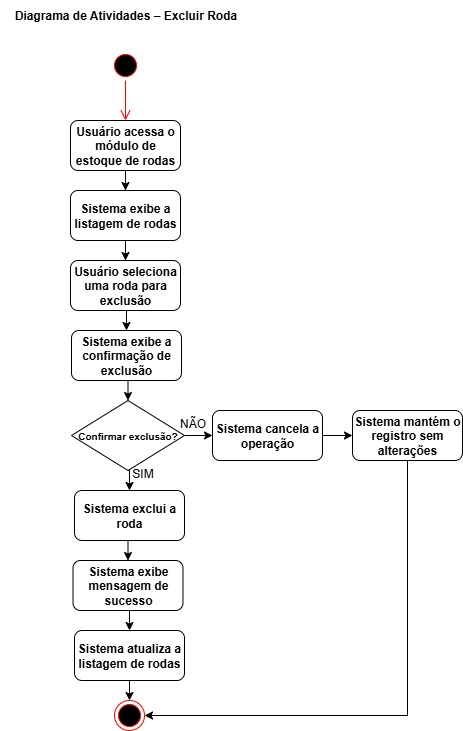 Diagrama de Atividades – Excluir Roda
Usuário acessa o
módulo de
estoque de rodas
Sistema exibe a
listagem de rodas
Usuário seleciona
uma roda para
exclusão
Sistema exibe a
confirmação de
exclusão
Confirmar exclusão?
NÃO
Sistema cancela a
operação
Sistema mantém o
registro sem
alterações
SIM
Sistema exclui a
roda
Sistema exibe
mensagem de
sucesso
Sistema atualiza a
listagem de rodas